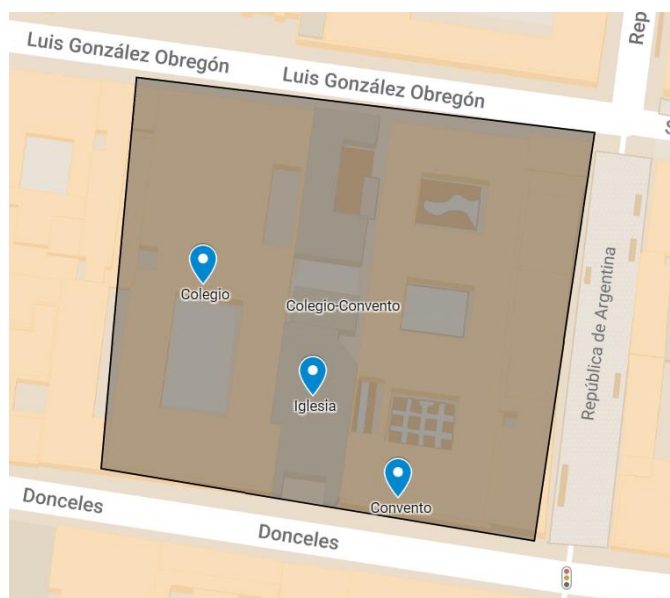 Luis González Obregón
Luis González Obregón
Rep
S
Colegio
Colegio-Convento
República de Argentina
Iglesia
Convento
Donceles
Donceles